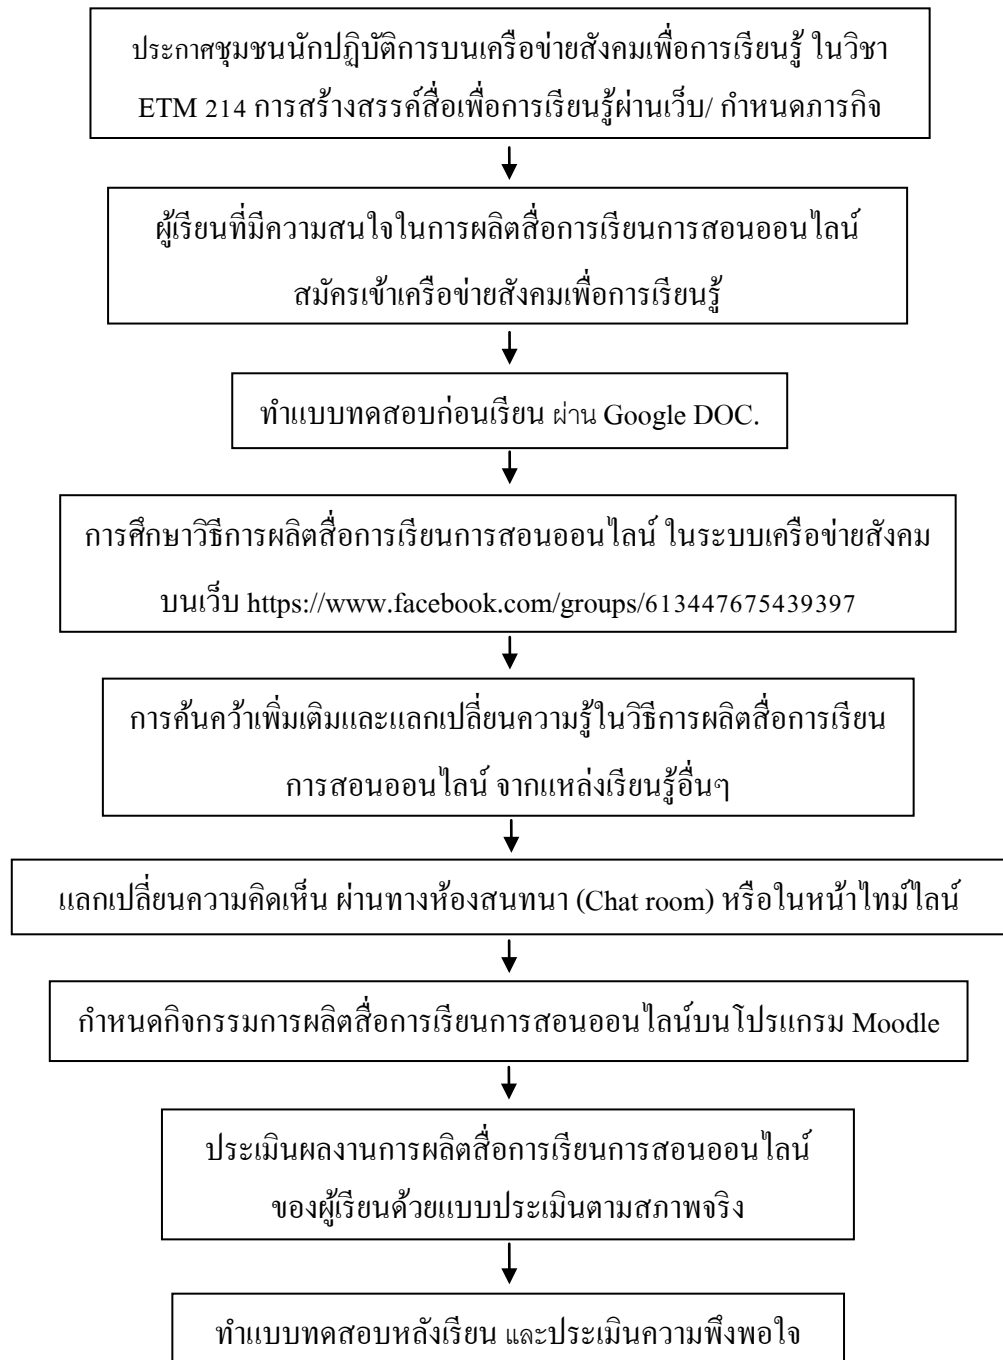 ประกาศชุมชนนักปฏิบัติการบนเครือข่ายสังคมเพื่อการเรียนรู้ ในวิชา
ETM 214 การสร้างสรรค์สื่อเพื่อการเรียนรู้ผ่านเว็บ/ กำหนดภารกิจ
ผู้เรียนที่มีความสนใจในการผลิตสื่อการเรียนการสอนออนไลน์
สมัครเข้าเครือข่ายสังคมเพื่อการเรียนรู้
ทำแบบทดสอบก่อนเรียน ผ่าน Google DOC.
การศึกษาวิธีการผลิตสื่อการเรียนการสอนออนไลน์ ในระบบเครือข่ายสังคม
บนเว็บ https://www.facebook.com/groups/613447675439397
การค้นคว้าเพิ่มเติมและแลกเปลี่ยนความรู้ในวิธีการผลิตสื่อการเรียน
การสอนออนไลน์ จากแหล่งเรียนรู้อื่นๆ
แลกเปลี่ยนความคิดเห็น ผ่านทางห้องสนทนา (Chat room) หรือในหน้าไทม์ไลน์
กำหนดกิจกรรมการผลิตสื่อการเรียนการสอนออนไลน์บนโปรแกรม Moodle
ประเมินผลงานการผลิตสื่อการเรียนการสอนออนไลน์
ของผู้เรียนด้วยแบบประเมินตามสภาพจริง
ทำแบบทดสอบหลังเรียน และประเมินความพึงพอใจ